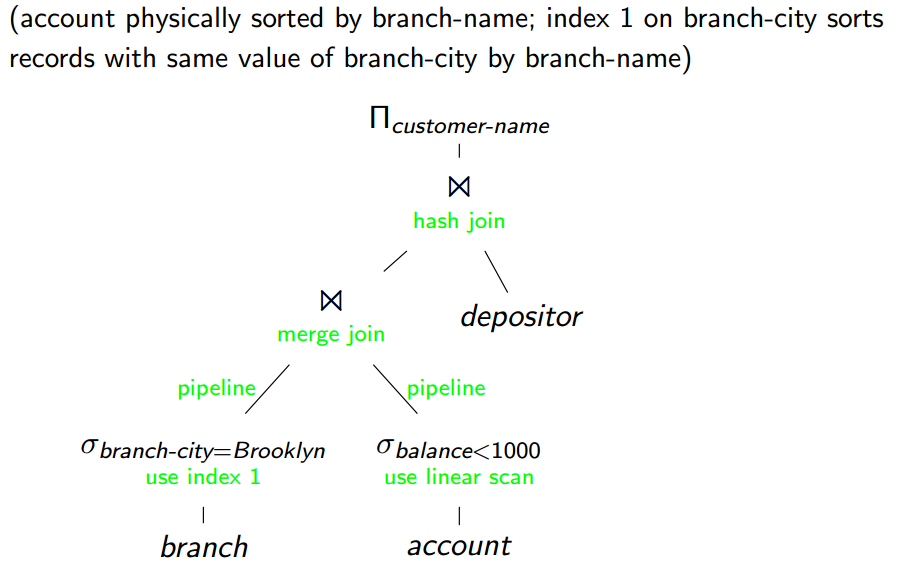 (account physically sorted by branch-name; index 1 on branch-city sorts
records with same value of branch-city by branch-name)
Π customer-name
⋈
hash join
⋈
merge join
depositor
pipeline
pipeline
σ branch-city=Brooklyn
use index 1
σ balance<1000
use linear scan
branch
account